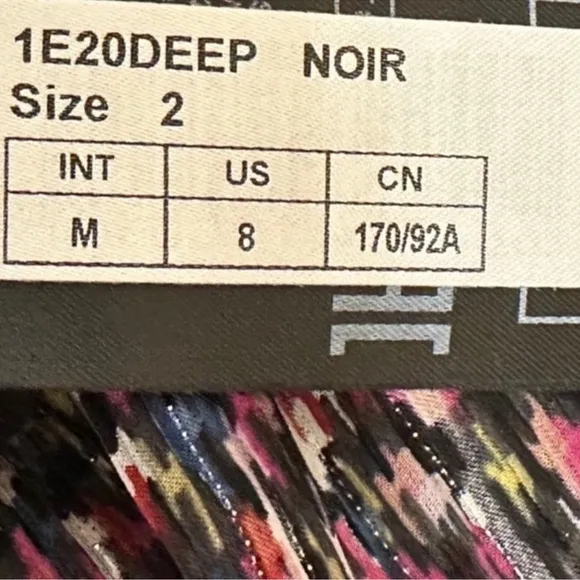 1E20DEEP NOIR
Size 2
INT US CN
M 8 170/92A